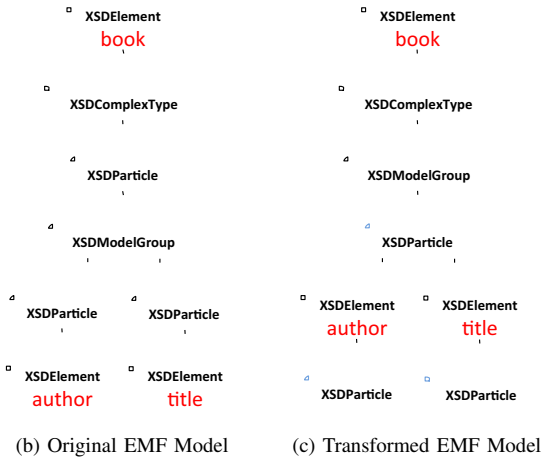 XSDElement
book
XSDComplexType
XSDParticle
XSDModelGroup
XSDParticle XSDParticle
XSDElement XSDElement
author title
(b) Original EMF Model
XSDElement
book
XSDComplexType
XSDModelGroup
XSDParticle
XSDElement XSDElement
author title
XSDParticle XSDParticle
(c) Transformed EMF Model